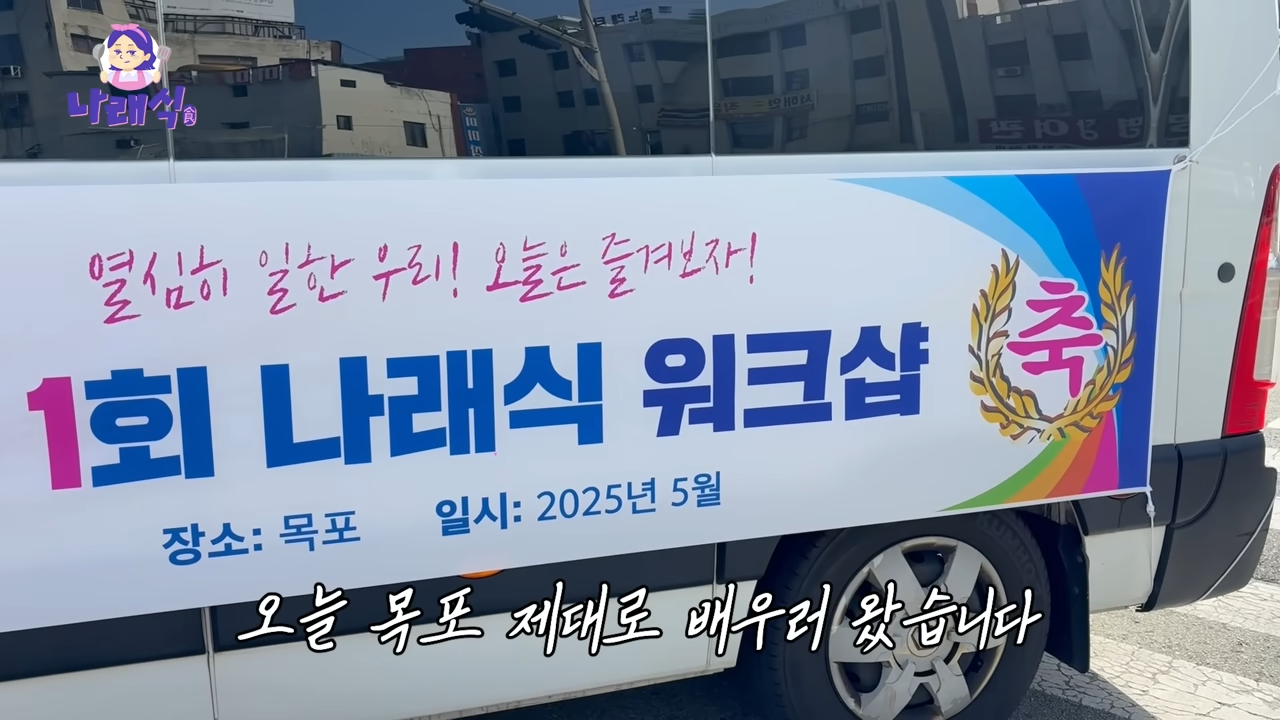 나래식
열심히 일한 우리! 오늘은 즐겨보자!
1회 나래식 워크샵
축
장소: 목포
일시: 2025년 5월
오늘 목포 제대로 배우러 왔습니다